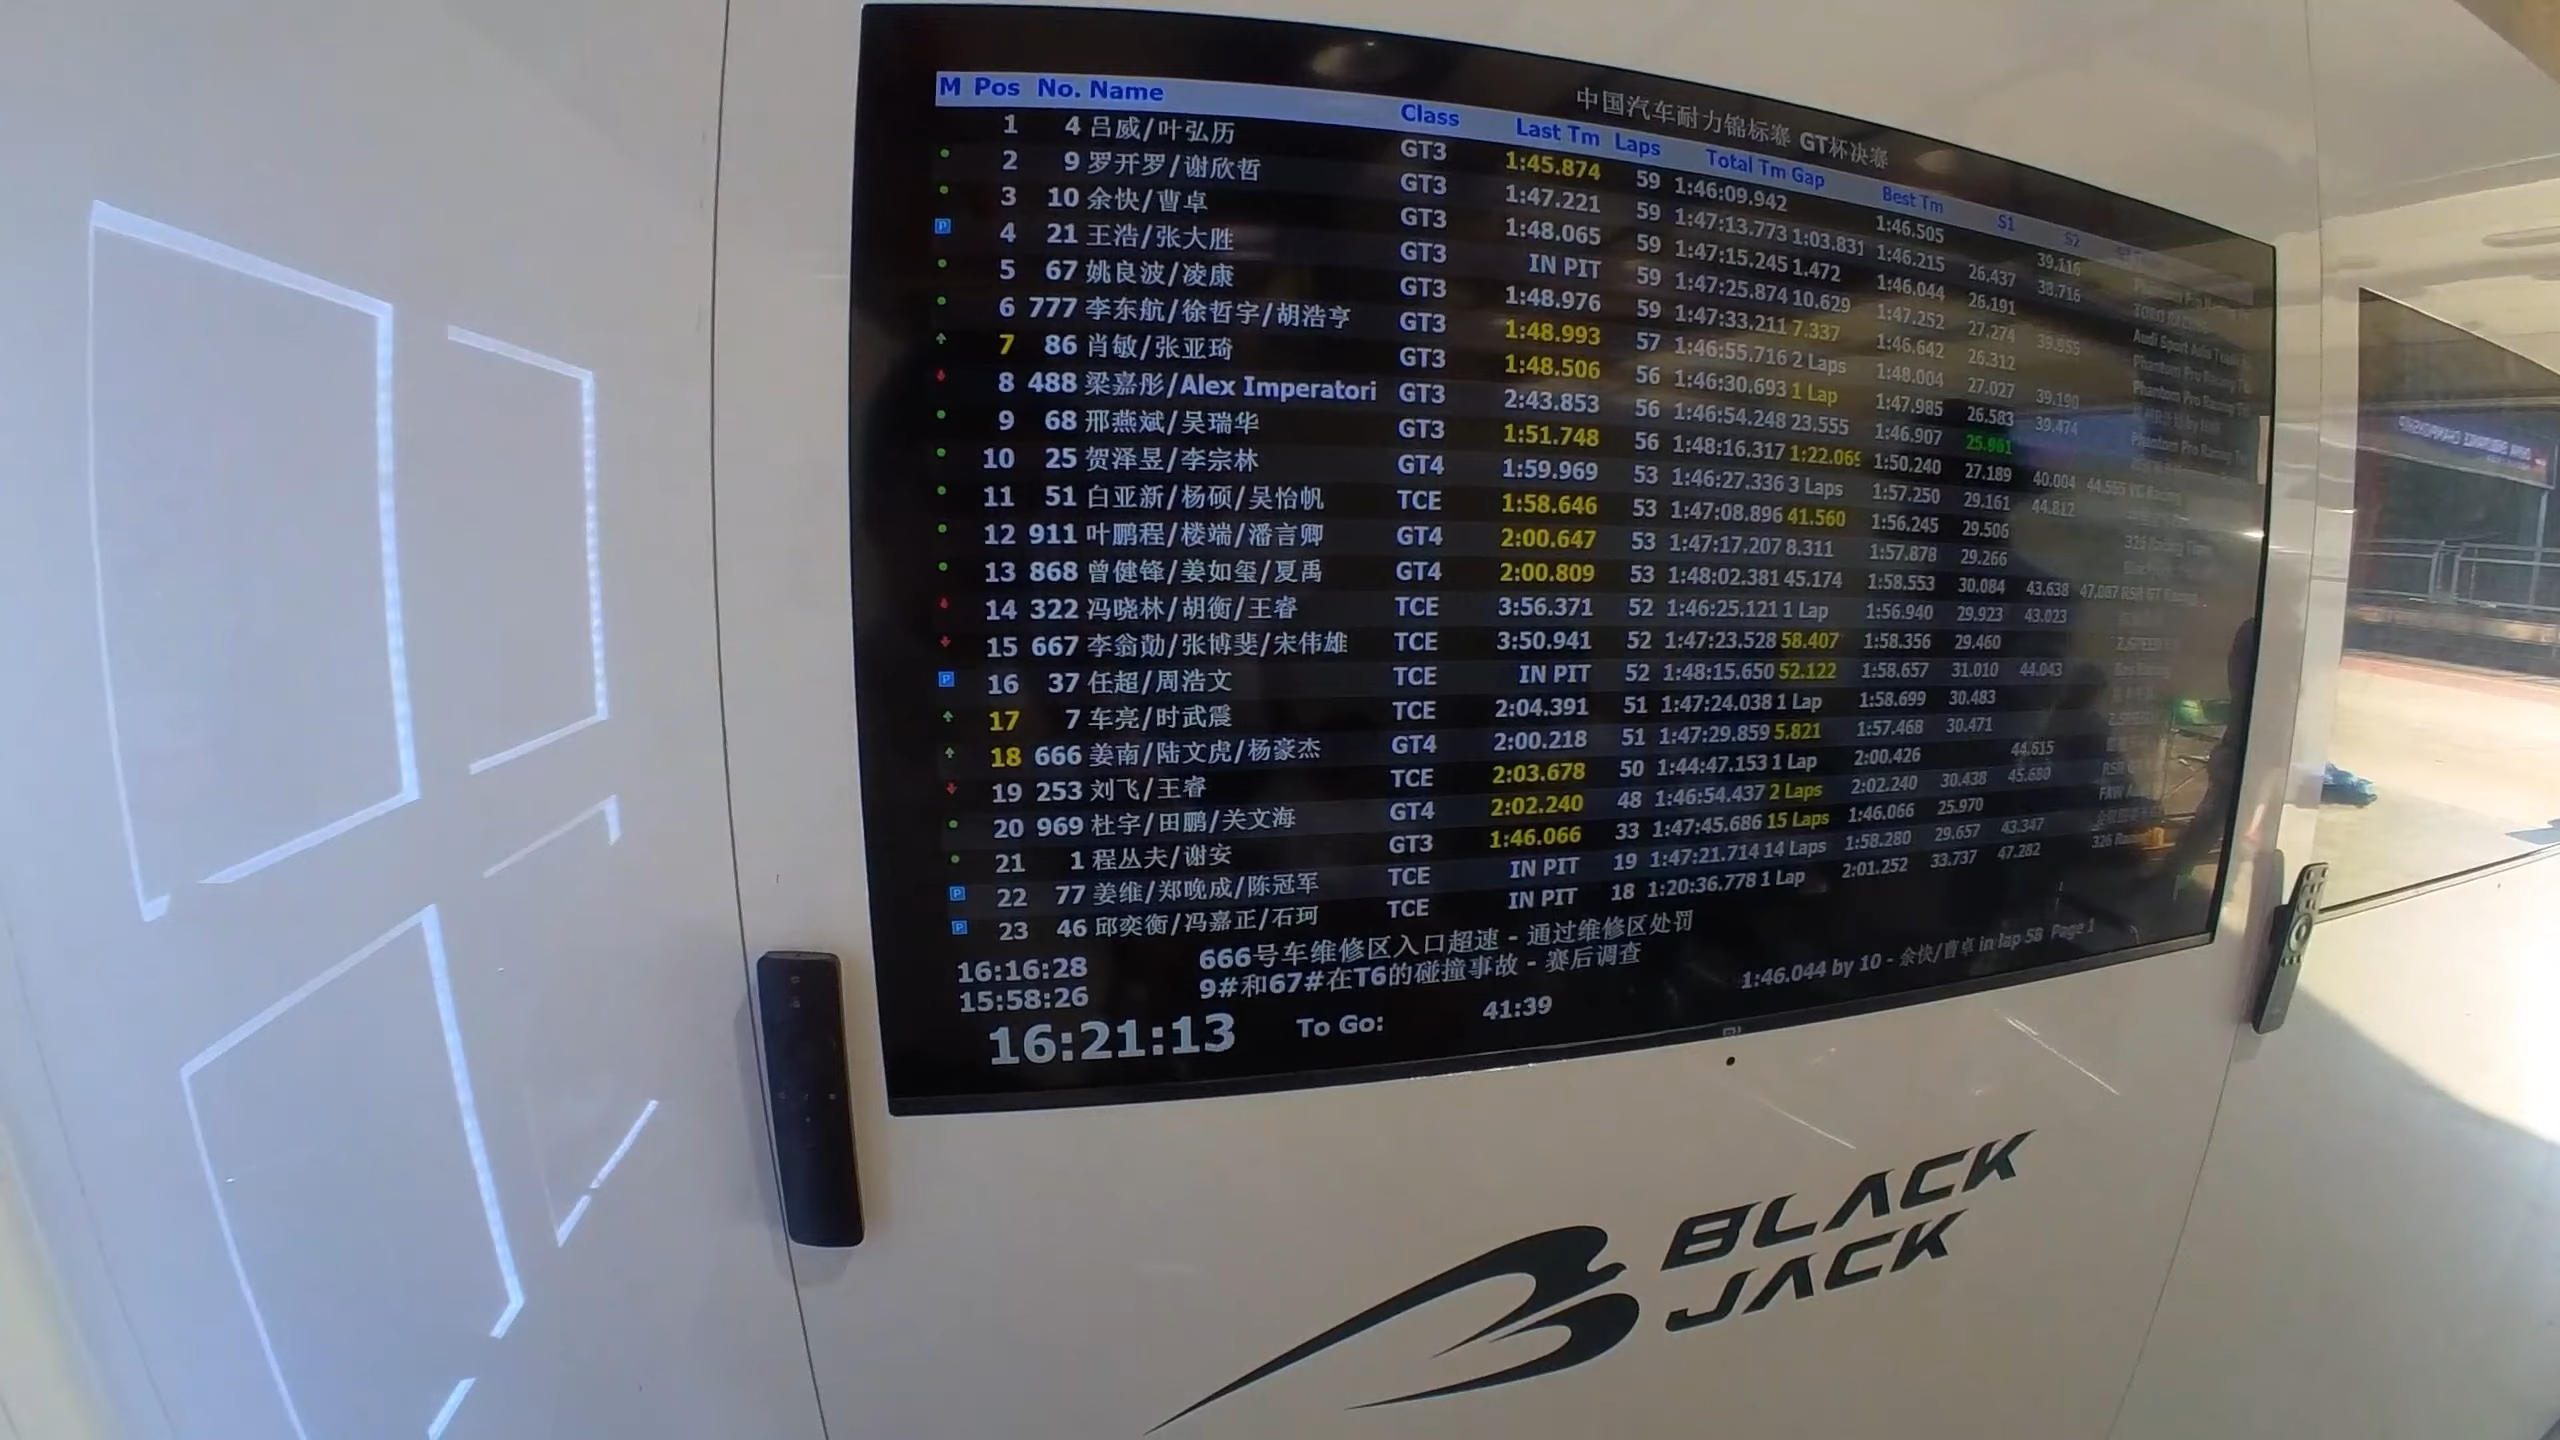 中国汽车耐力锦标赛 GT杯决赛
M Pos No. Name Class Last Tm Laps Total Tm Gap Best Tm S1 S2
1 4 吕威/叶弘历 GT3 1:45.874 59 1:46:09.942 1:46.505 39.116
2 9 罗开罗/谢欣哲 GT3 1:47.221 59 1:47:13.773 1:03.831 1:46.215 26.437 38.716
3 10 余快/曹卓 GT3 1:48.065 59 1:47:15.245 1.472 1:46.044 26.191
P 4 21 王浩/张大胜 GT3 IN PIT 59 1:47:25.874 10.629 1:47.252 27.274 39.955
5 67 姚良波/凌康 GT3 1:48.976 59 1:47:33.211 7.337 1:46.642 26.312
6 777 李东航/徐哲宇/胡浩亨 GT3 1:48.993 57 1:46:55.716 2 Laps 1:48.004 27.027 39.190
7 86 肖敏/张亚琦 GT3 1:48.506 56 1:46:30.693 1 Lap 1:47.985 26.583 39.474
8 488 梁嘉彤/Alex Imperatori GT3 2:43.853 56 1:46:54.248 23.555 1:46.907 25.961
9 68 邢燕斌/吴瑞华 GT3 1:51.748 56 1:48:16.317 1:22.069 1:50.240 27.189 40.004
10 25 贺泽昱/李宗林 GT4 1:59.969 53 1:46:27.336 3 Laps 1:57.250 29.161 44.812
11 51 白亚新/杨硕/吴怡帆 TCE 1:58.646 53 1:47:08.896 41.560 1:56.245 29.506
12 911 叶鹏程/楼端/潘言卿 GT4 2:00.647 53 1:47:17.207 8.311 1:57.878 29.266
13 868 曾健锋/姜如玺/夏禹 GT4 2:00.809 53 1:48:02.381 45.174 1:58.553 30.084 43.638 47.087
14 322 冯晓林/胡衡/王睿 TCE 3:56.371 52 1:46:25.121 1 Lap 1:56.940 29.923 43.023
15 667 李翁勋/张博斐/宋伟雄 TCE 3:50.941 52 1:47:23.528 58.407 1:58.356 29.460
P 16 37 任超/周浩文 TCE IN PIT 52 1:48:15.650 52.122 1:58.657 31.010 44.043
17 7 车亮/时武震 TCE 2:04.391 51 1:47:24.038 1 Lap 1:58.699 30.483
18 666 姜南/陆文虎/杨豪杰 GT4 2:00.218 51 1:47:29.859 5.821 1:57.468 30.471
19 253 刘飞/王睿 TCE 2:03.678 50 1:44:47.153 1 Lap 2:00.426 44.615
20 969 杜宇/田鹏/关文海 GT4 2:02.240 48 1:46:54.437 2 Laps 2:02.240 30.438 45.680
21 1 程丛夫/谢安 GT3 1:46.066 33 1:47:45.686 15 Laps 1:46.066 25.970
P 22 77 姜维/郑晚成/陈冠军 TCE IN PIT 19 1:47:21.714 14 Laps 1:58.280 29.657 43.347
P 23 46 邱奕衡/冯嘉正/石珂 TCE IN PIT 18 1:20:36.778 1 Lap 2:01.252 33.737 47.282
16:16:28 666号车维修区入口超速 - 通过维修区处罚
15:58:26 9#和67#在T6的碰撞事故 - 赛后调查
16:21:13 To Go: 41:39 1:46.044 by 10 - 余快/曹卓 in lap 58 Page 1
BLACK
JACK